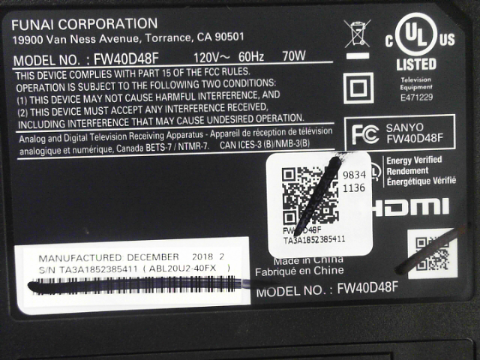 FUNAI CORPORATION
19900 Van Ness Avenue, Torrance, CA 90501
MODEL NO. : FW40D48F 120V~ 60Hz 70W
THIS DEVICE COMPLIES WITH PART 15 OF THE FCC RULES.
OPERATION IS SUBJECT TO THE FOLLOWING TWO CONDITIONS:
(1) THIS DEVICE MAY NOT CAUSE HARMFUL INTERFERENCE, AND
(2) THIS DEVICE MUST ACCEPT ANY INTERFERENCE RECEIVED,
INCLUDING INTERFERENCE THAT MAY CAUSE UNDESIRED OPERATION.
Analog and Digital Television Receiving Apparatus - Appareil de réception de télévision
analogique et numérique, Canada BETS-7 / NTMR-7. CAN ICES-3 (B)/NMB-3(B)
C UL US
LISTED
Television
Equipment
E471229
FC SANYO
FW40D48F
UL
Energy Verified
Rendement
Énergétique Vérifié
HDMI
9834
1136
FW40D48F
TA3A1852385411
MANUFACTURED DECEMBER 2018 2
S/N TA3A1852385411 ( ABL20U2-40FX )
Made in China
Fabriqué en Chine
MODEL NO. : FW40D48F